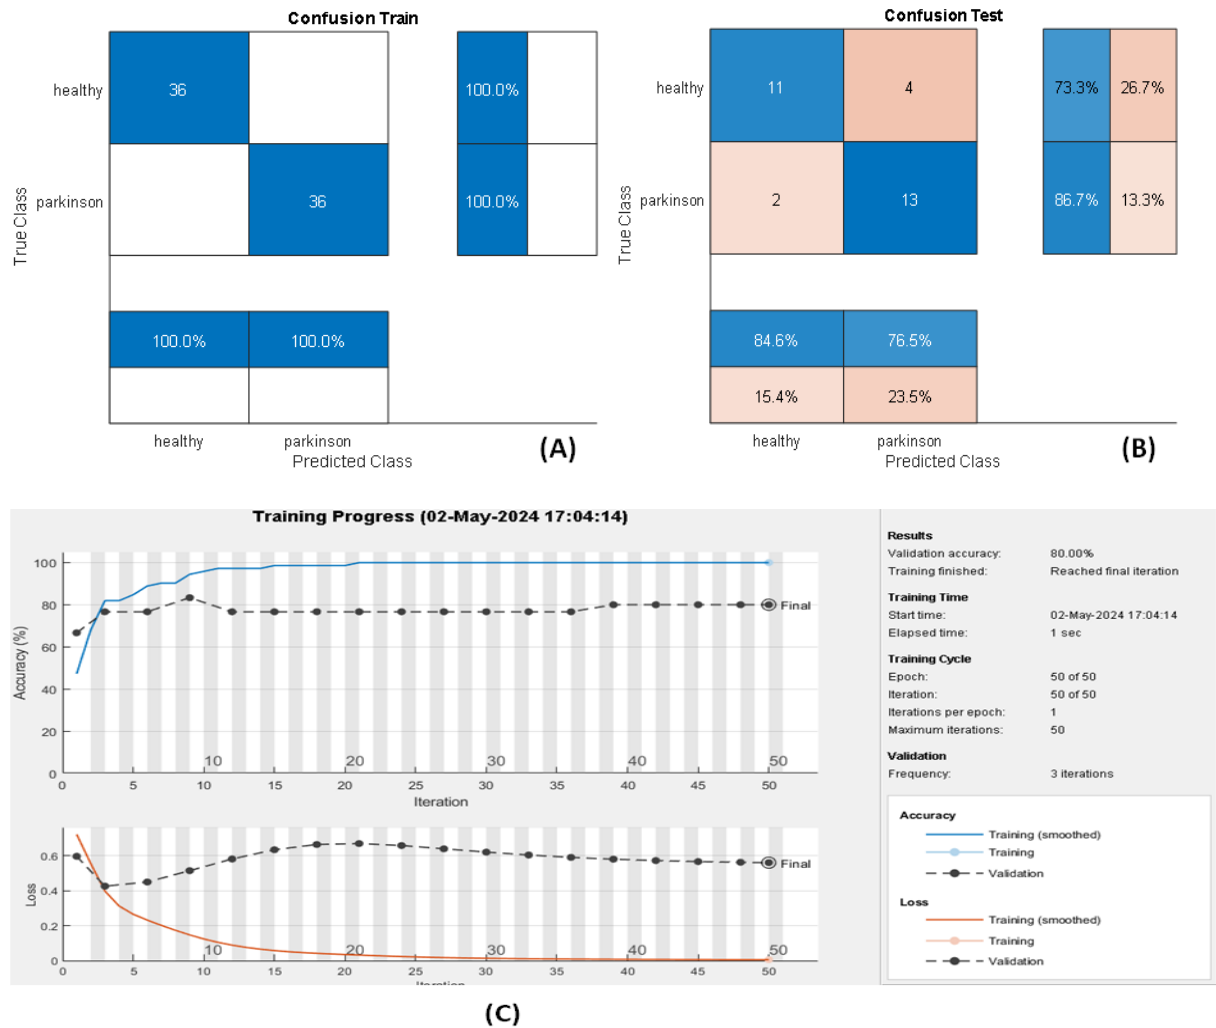 Confusion Train
healthy
36
100.0%
parkinson
36
100.0%
True Class
100.0% 100.0%
healthy parkinson
Predicted Class
(A)
Confusion Test
healthy
11 4
73.3% 26.7%
parkinson
2 13
86.7% 13.3%
True Class
84.6% 76.5%
15.4% 23.5%
healthy parkinson
Predicted Class
(B)
Training Progress (02-May-2024 17:04:14)
Accuracy (%)
100
80
60
40
20
0
Final
10 20 30 40 50
0 5 10 15 20 25 30 35 40 45 50
Iteration
Loss
0.6
0.4
0.2
0
Final
10 20 30 40 50
0 5 10 15 20 25 30 35 40 45 50
Iteration
Results
Validation accuracy: 80.00%
Training finished: Reached final iteration
Training Time
Start time: 02-May-2024 17:04:14
Elapsed time: 1 sec
Training Cycle
Epoch: 50 of 50
Iteration: 50 of 50
Iterations per epoch: 1
Maximum iterations: 50
Validation
Frequency: 3 iterations
Accuracy
Training (smoothed)
Training
Validation
Loss
Training (smoothed)
Training
Validation
(C)